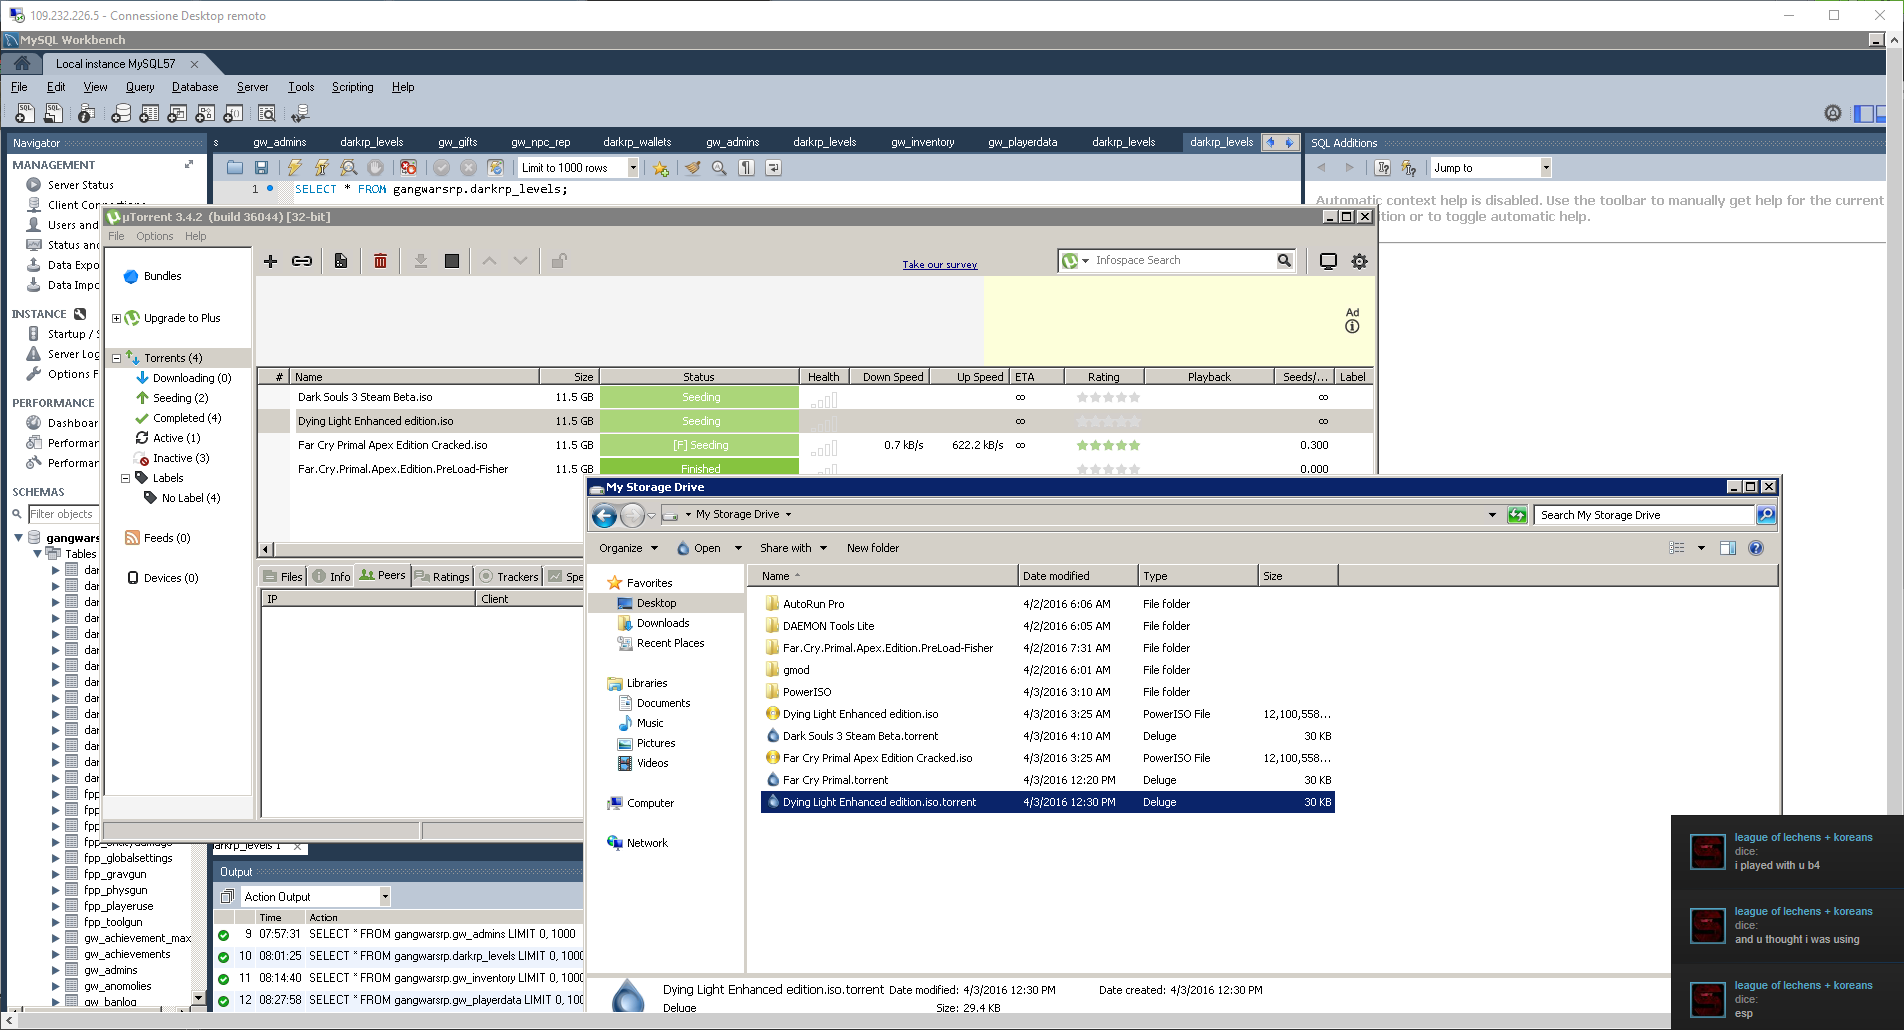 109.232.226.5 - Connessione Desktop remoto
MySQL Workbench
Local instance MySQL57
File Edit View Query Database Server Tools Scripting Help
Navigator
s gw_admins darkrp_levels gw_gifts gw_npc_rep darkrp_wallets gw_admins darkrp_levels gw_inventory gw_playerdata darkrp_levels darkrp_levels
SQL Additions
MANAGEMENT
Server Status
Client Connections
Users and
Status and
Data Expo
Data Impo
INSTANCE
Startup / S
Server Log
Options F
PERFORMANCE
Dashboar
Performar
Performar
SCHEMAS
Filter objects
gangwars
Tables
dar
dar
dar
dar
dar
dar
dar
dar
dar
dar
dar
dar
dar
dar
fpp
fpp
fpp
fpp_entitydamage
fpp_globalsettings
fpp_gravgun
fpp_physgun
fpp_playeruse
fpp_toolgun
gw_achievement_max
gw_achievements
gw_admins
gw_anomolies
gw_banlog
Limit to 1000 rows
1 SELECT * FROM gangwarsrp.darkrp_levels;
Jump to
Automatic context help is disabled. Use the toolbar to manually get help for the current
ition or to toggle automatic help.
µTorrent 3.4.2 (build 36044) [32-bit]
File Options Help
Take our survey
Infospace Search
Bundles
Upgrade to Plus
Torrents (4)
Downloading (0)
Seeding (2)
Completed (4)
Active (1)
Inactive (3)
Labels
No Label (4)
Feeds (0)
Devices (0)
Ad
# Name Size Status Health Down Speed Up Speed ETA Rating Playback Seeds/... Label
Dark Souls 3 Steam Beta.iso 11.5 GB Seeding ∞ ∞
Dying Light Enhanced edition.iso 11.5 GB Seeding ∞ ∞
Far Cry Primal Apex Edition Cracked.iso 11.5 GB [F] Seeding 0.7 kB/s 622.2 kB/s ∞ 0.300
Far.Cry.Primal.Apex.Edition.PreLoad-Fisher 11.5 GB Finished 0.000
Files Info Peers Ratings Trackers Spe
IP Client
darkrp_levels 1
Output
Action Output
Time Action
9 07:57:31 SELECT * FROM gangwarsrp.gw_admins LIMIT 0, 1000
10 08:01:25 SELECT * FROM gangwarsrp.darkrp_levels LIMIT 0, 1000
11 08:14:40 SELECT * FROM gangwarsrp.gw_inventory LIMIT 0, 1000
12 08:27:58 SELECT * FROM gangwarsrp.gw_playerdata LIMIT 0, 100
My Storage Drive
My Storage Drive
Search My Storage Drive
Organize Open Share with New folder
Favorites
Desktop
Downloads
Recent Places
Libraries
Documents
Music
Pictures
Videos
Computer
Network
Name Date modified Type Size
AutoRun Pro 4/2/2016 6:06 AM File folder
DAEMON Tools Lite 4/2/2016 6:05 AM File folder
Far.Cry.Primal.Apex.Edition.PreLoad-Fisher 4/2/2016 7:31 AM File folder
gmod 4/2/2016 6:01 AM File folder
PowerISO 4/3/2016 3:10 AM File folder
Dying Light Enhanced edition.iso 4/3/2016 3:25 AM PowerISO File 12,100,558...
Dark Souls 3 Steam Beta.torrent 4/3/2016 4:10 AM Deluge 30 KB
Far Cry Primal Apex Edition Cracked.iso 4/3/2016 3:25 AM PowerISO File 12,100,558...
Far Cry Primal.torrent 4/3/2016 12:20 PM Deluge 30 KB
Dying Light Enhanced edition.iso.torrent 4/3/2016 12:30 PM Deluge 30 KB
Dying Light Enhanced edition.iso.torrent Date modified: 4/3/2016 12:30 PM Date created: 4/3/2016 12:30 PM
Deluge Size: 29.4 KB
league of lechens + koreans
dice:
i played with u b4
league of lechens + koreans
dice:
and u thought i was using
league of lechens + koreans
dice:
esp